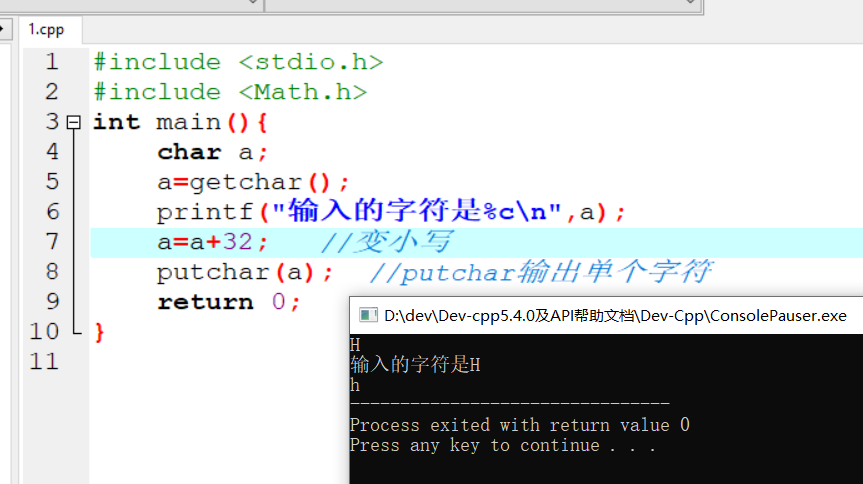 1.cpp
1 #include <stdio.h>
2 #include <Math.h>
3 int main(){
4 char a;
5 a=getchar();
6 printf("输入的字符是%c\n",a);
7 a=a+32; //变小写
8 putchar(a); //putchar输出单个字符
9 return 0;
10 }
11
D:\dev\Dev-cpp5.4.0及API帮助文档\Dev-Cpp\ConsolePauser.exe
H
输入的字符是H
h
--------------------------------
Process exited with return value 0
Press any key to continue . . .